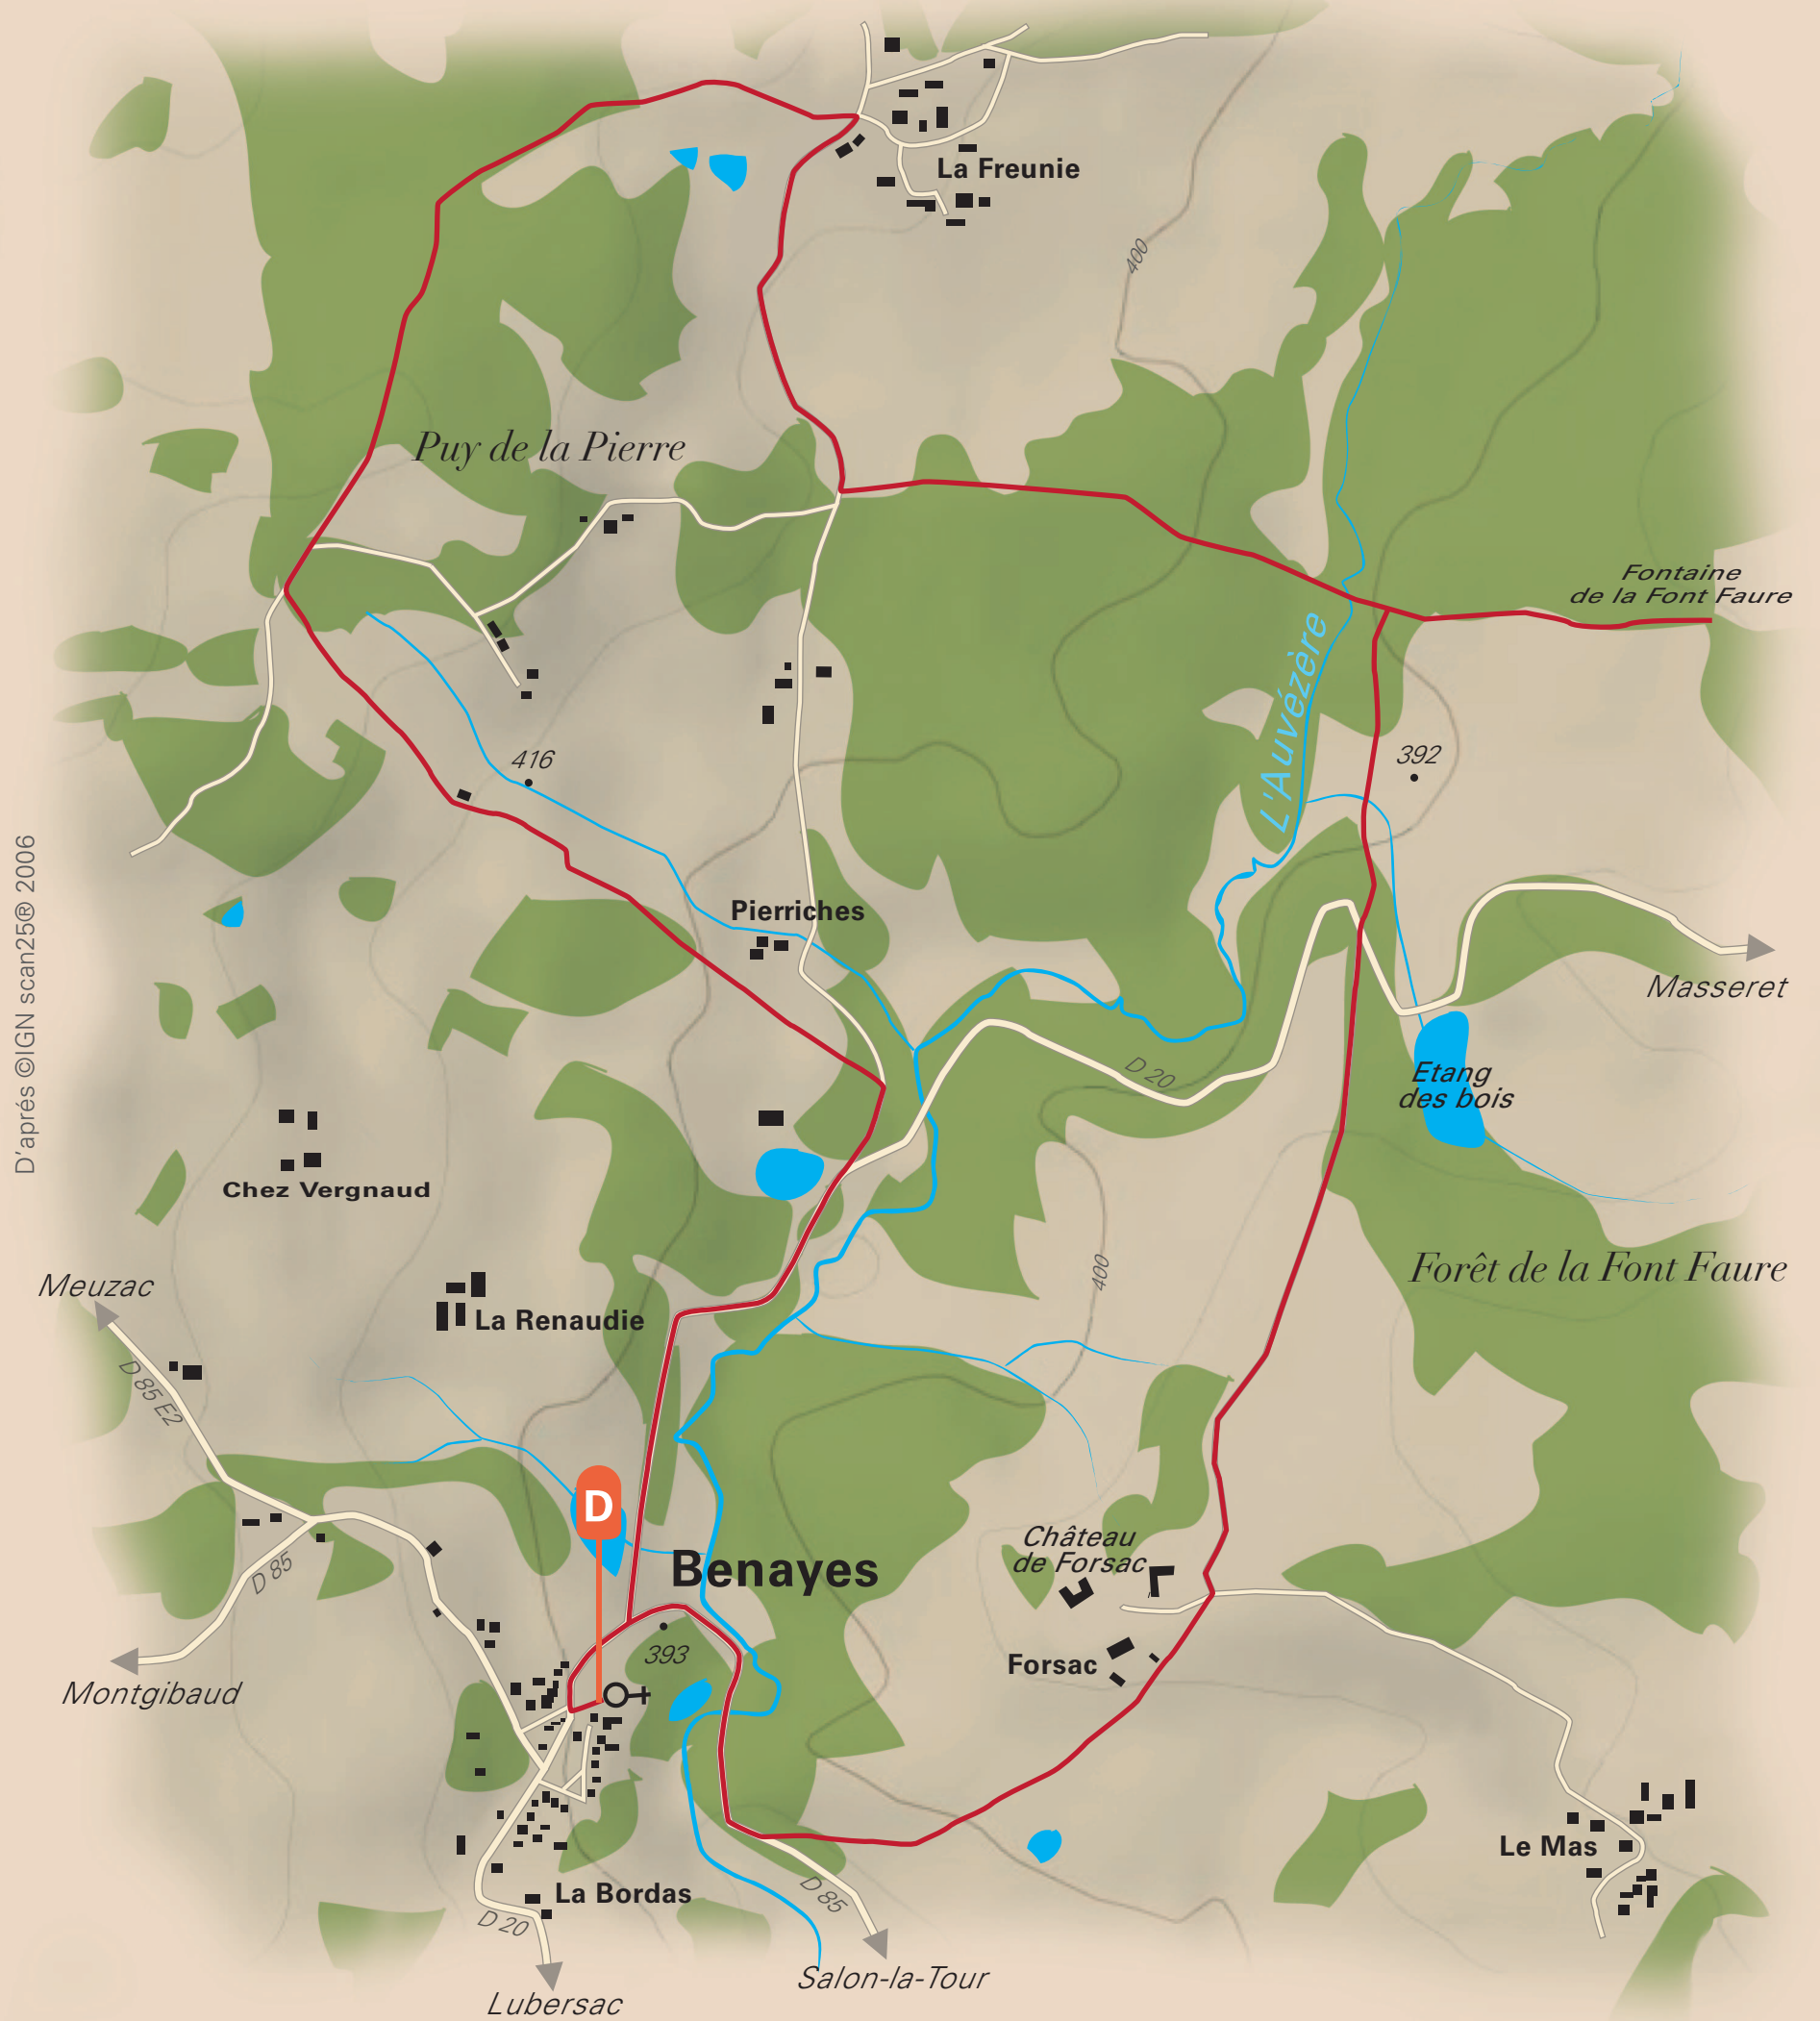 La Freunie
400
Puy de la Pierre
Fontaine
de la Font Faure
L'Auvézère
416
392
D'aprés ©IGN scan25® 2006
Pierriches
Masseret
D 20
Etang
des bois
Chez Vergnaud
Meuzac
400
Forêt de la Font Faure
La Renaudie
D 85 E2
D
Benayes
Château
de Forsac
D 85
393
Forsac
Montgibaud
Le Mas
La Bordas
D 85
D 20
Salon-la-Tour
Lubersac